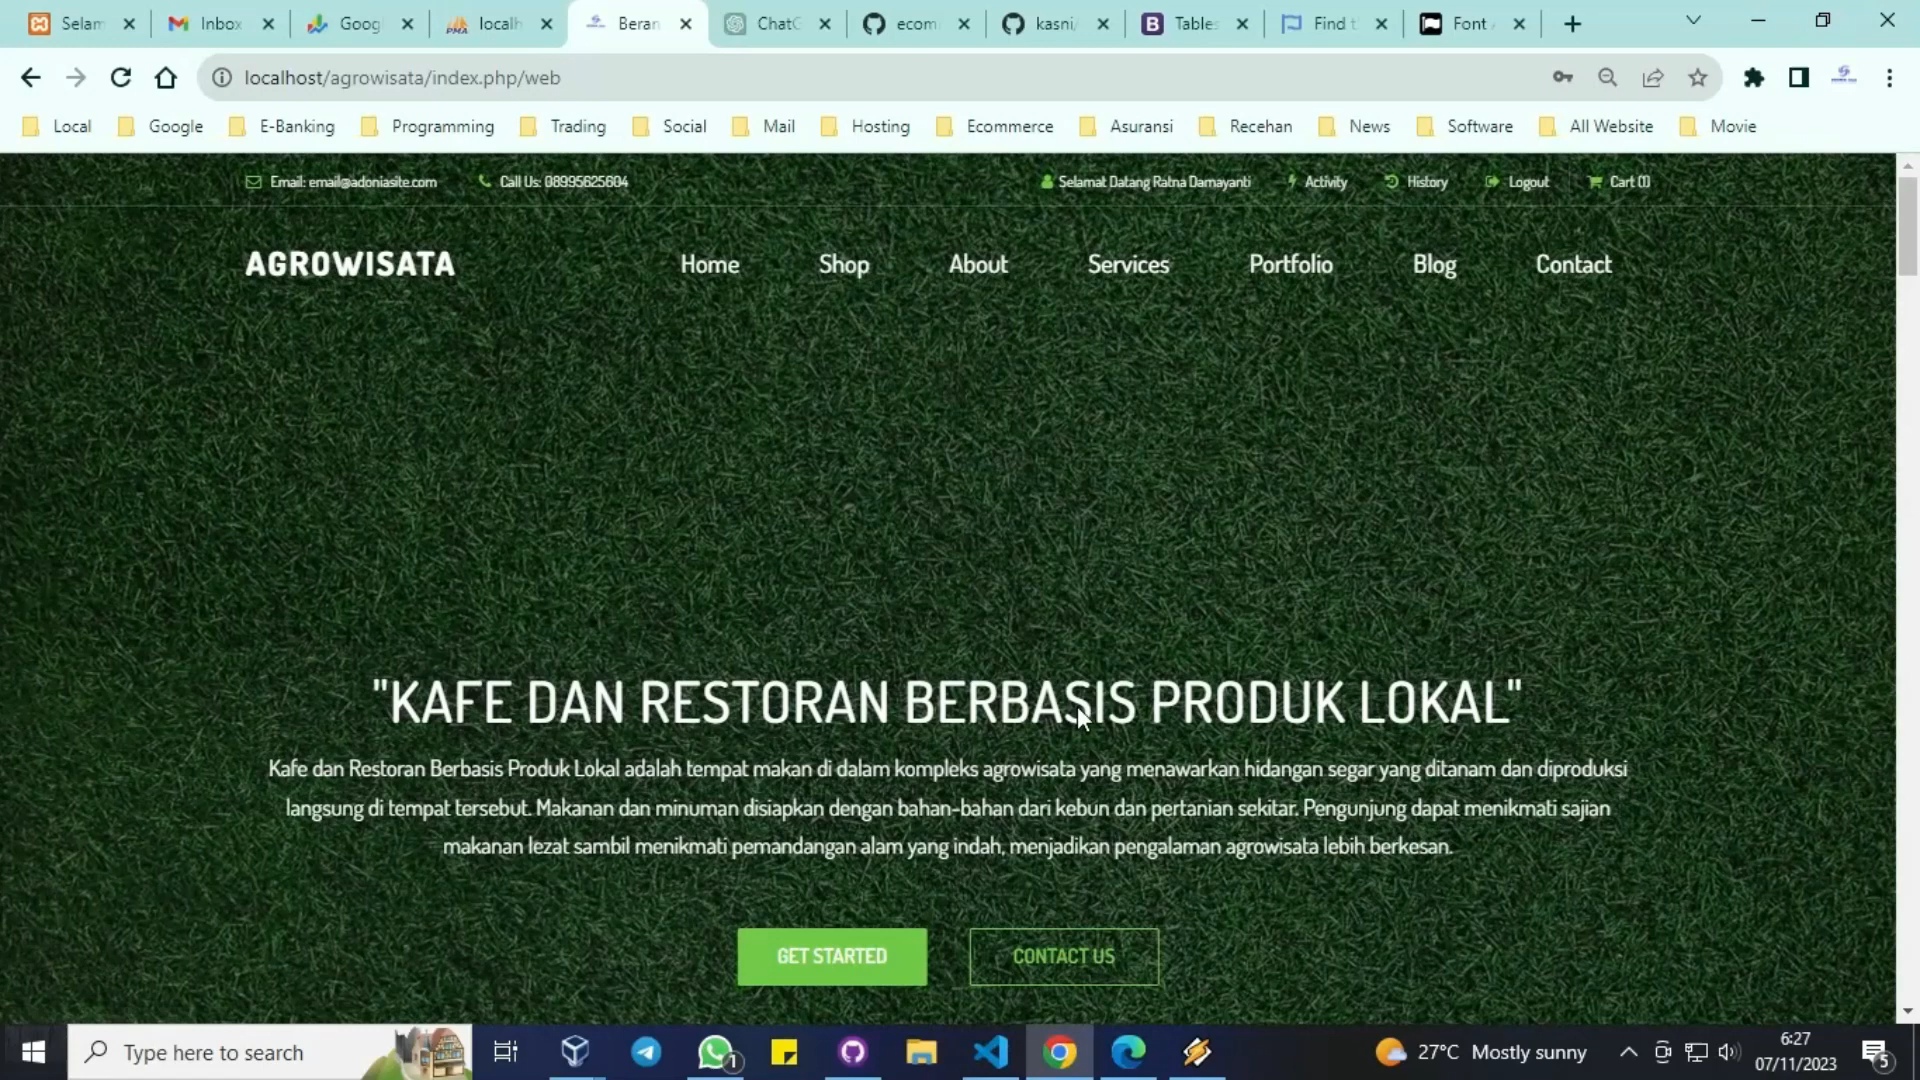 Selam
Inbox
Goog
localh
Beran
ChatG
ecom
kasni/
Tables
Find t
Font
localhost/agrowisata/index.php/web
Local
Google
E-Banking
Programming
Trading
Social
Mail
Hosting
Ecommerce
Asuransi
Recehan
News
Software
All Website
Movie
Email: email@adoniasite.com
Call Us: 08995625604
Selamat Datang Ratna Damayanti
Activity
History
Logout
Cart (1)
AGROWISATA
Home
Shop
About
Services
Portfolio
Blog
Contact
"KAFE DAN RESTORAN BERBASIS PRODUK LOKAL"
Kafe dan Restoran Berbasis Produk Lokal adalah tempat makan di dalam kompleks agrowisata yang menawarkan hidangan segar yang ditanam dan diproduksi
langsung di tempat tersebut. Makanan dan minuman disiapkan dengan bahan-bahan dari kebun dan pertanian sekitar. Pengunjung dapat menikmati sajian
makanan lezat sambil menikmati pemandangan alam yang indah, menjadikan pengalaman agrowisata lebih berkesan.
GET STARTED
CONTACT US
Type here to search
1
27°C Mostly sunny
6:27
07/11/2023
5